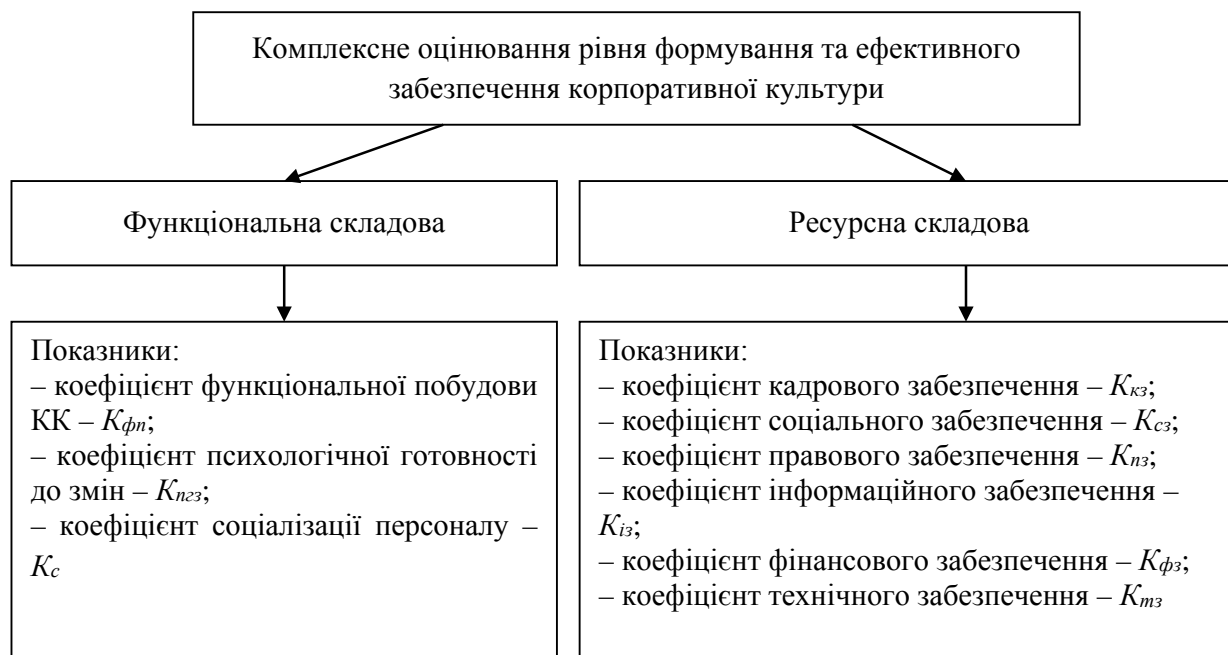 Комплексне оцінювання рівня формування та ефективного
забезпечення корпоративної культури
Функціональна складова
Ресурсна складова
Показники:
– коефіцієнт функціональної побудови
КК – Кфп;
– коефіцієнт психологічної готовності
до змін – Кпгз;
– коефіцієнт соціалізації персоналу –
Кс
Показники:
– коефіцієнт кадрового забезпечення – Ккз;
– коефіцієнт соціального забезпечення – Ксз;
– коефіцієнт правового забезпечення – Кпз;
– коефіцієнт інформаційного забезпечення –
Кіз;
– коефіцієнт фінансового забезпечення – Кфз;
– коефіцієнт технічного забезпечення – Ктз